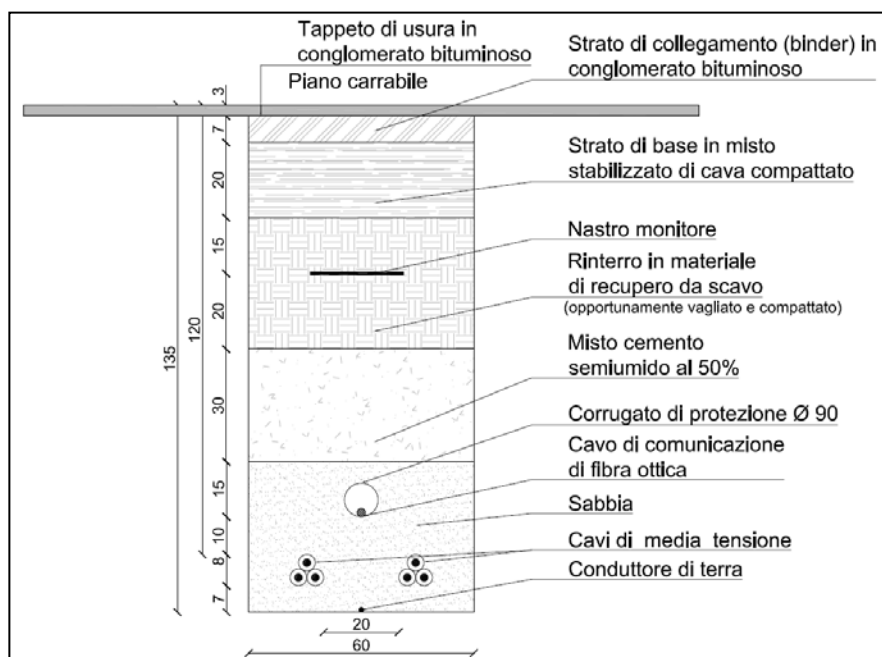 Tappeto di usura in
conglomerato bituminoso
Piano carrabile
Strato di collegamento (binder) in
conglomerato bituminoso
Strato di base in misto
stabilizzato di cava compattato
Nastro monitore
Rinterro in materiale
di recupero da scavo
(opportunamente vagliato e compattato)
Misto cemento
semiumido al 50%
Corrugato di protezione Ø 90
Cavo di comunicazione
di fibra ottica
Sabbia
Cavi di media tensione
Conduttore di terra
3
7
20
15
20
30
15
10
8
7
120
135
20
60